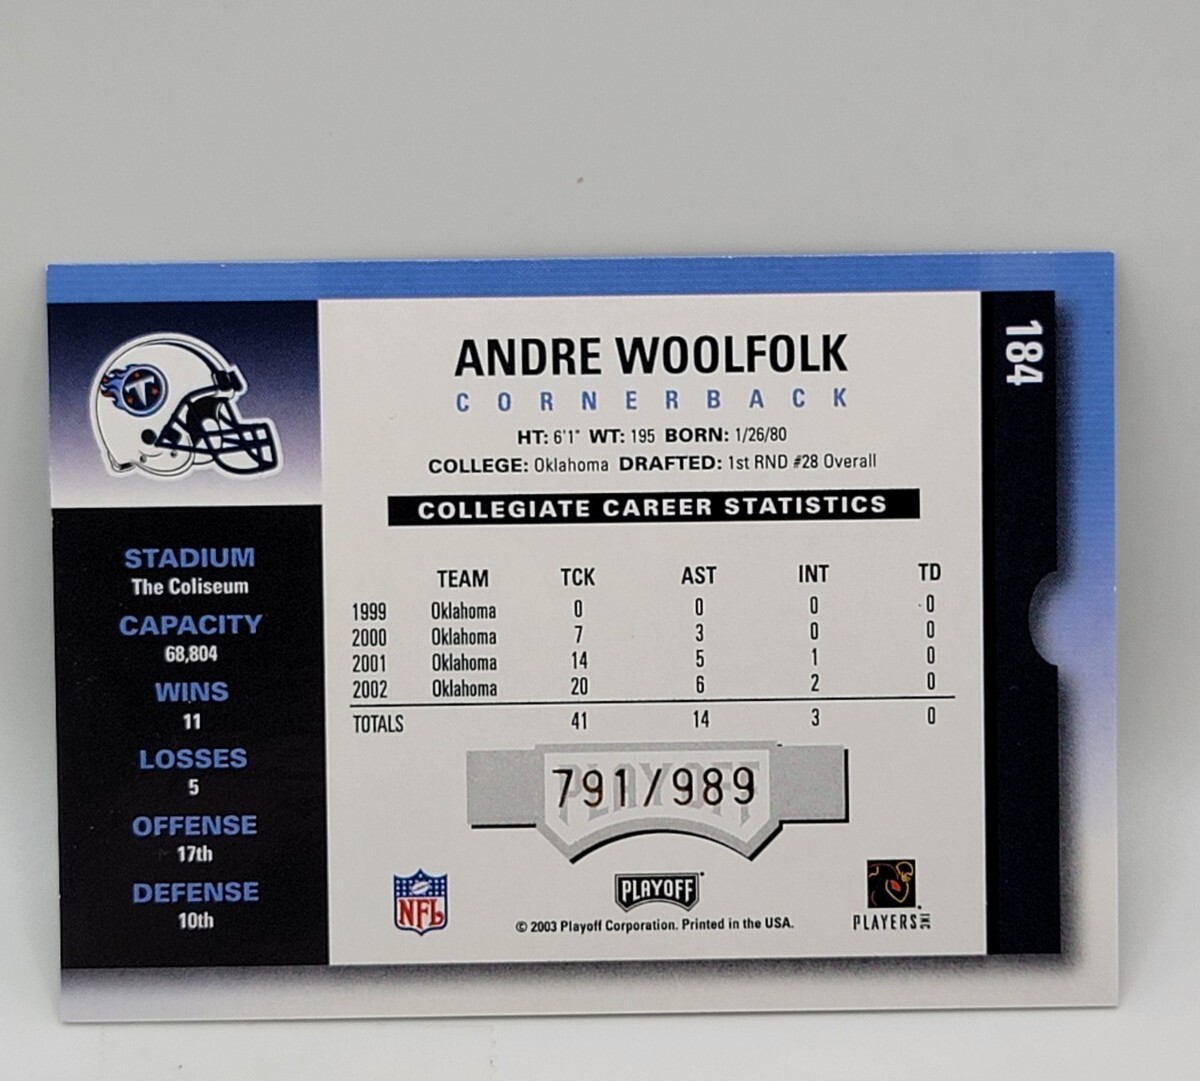 ANDRE WOOLFOLK
CORNERBACK
HT: 6'1" WT: 195 BORN: 1/26/80
COLLEGE: Oklahoma DRAFTED: 1st RND #28 Overall
COLLEGIATE CAREER STATISTICS
TEAM TCK AST INT TD
1999 Oklahoma 0 0 0 0
2000 Oklahoma 7 3 0 0
2001 Oklahoma 14 5 1 0
2002 Oklahoma 20 6 2 0
TOTALS 41 14 3 0
PLAYOFF
791/989
NFL
PLAYOFF
PLAYERS INC
© 2003 Playoff Corporation. Printed in the USA.
184
T
STADIUM
The Coliseum
CAPACITY
68,804
WINS
11
LOSSES
5
OFFENSE
17th
DEFENSE
10th